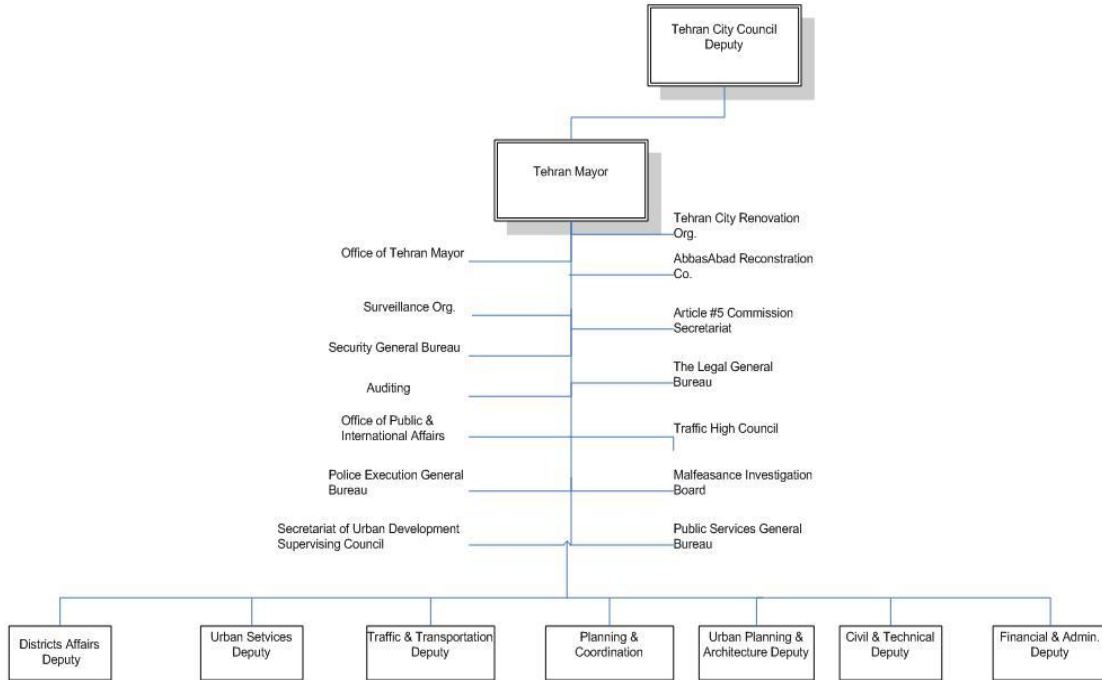 Tehran City Council
Deputy
Tehran Mayor
Tehran City Renovation
Org.
Office of Tehran Mayor
AbbasAbad Reconstration
Co.
Surveillance Org.
Article #5 Commission
Secretariat
Security General Bureau
The Legal General
Bureau
Auditing
Office of Public &
International Affairs
Traffic High Council
Police Execution General
Bureau
Malfeasance Investigation
Board
Secretariat of Urban Development
Supervising Council
Public Services General
Bureau
Districts Affairs
Deputy
Urban Setvices
Deputy
Traffic & Transportation
Deputy
Planning &
Coordination
Urban Planning &
Architecture Deputy
Civil & Technical
Deputy
Financial & Admin.
Deputy